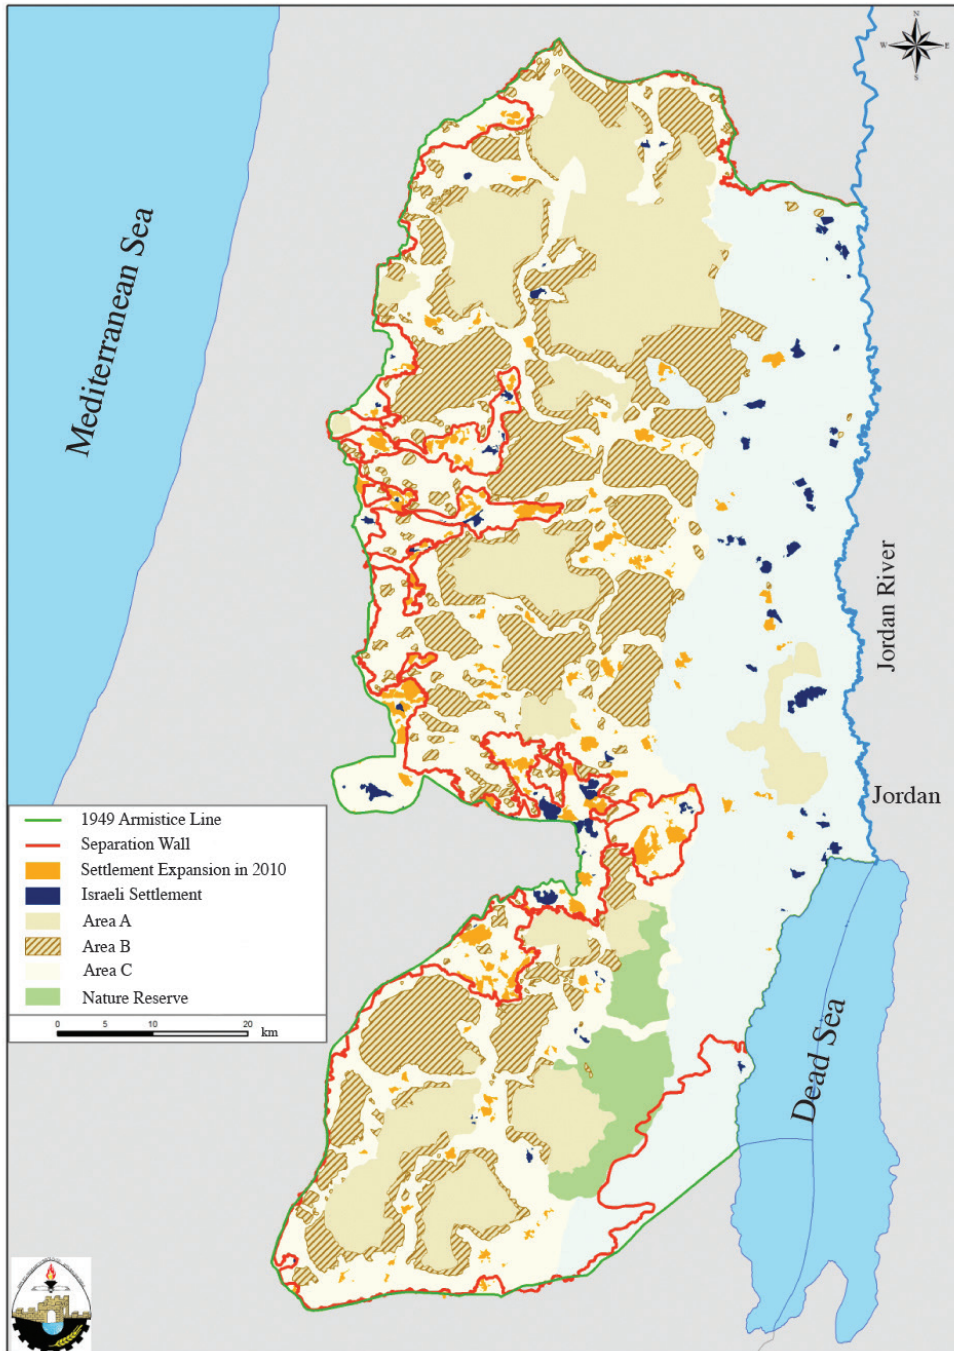 N
W E
S
Mediterranean Sea
Jordan River
Jordan
1949 Armistice Line
Separation Wall
Settlement Expansion in 2010
Israeli Settlement
Area A
Area B
Area C
Nature Reserve
0 5 10 20 km
Dead Sea